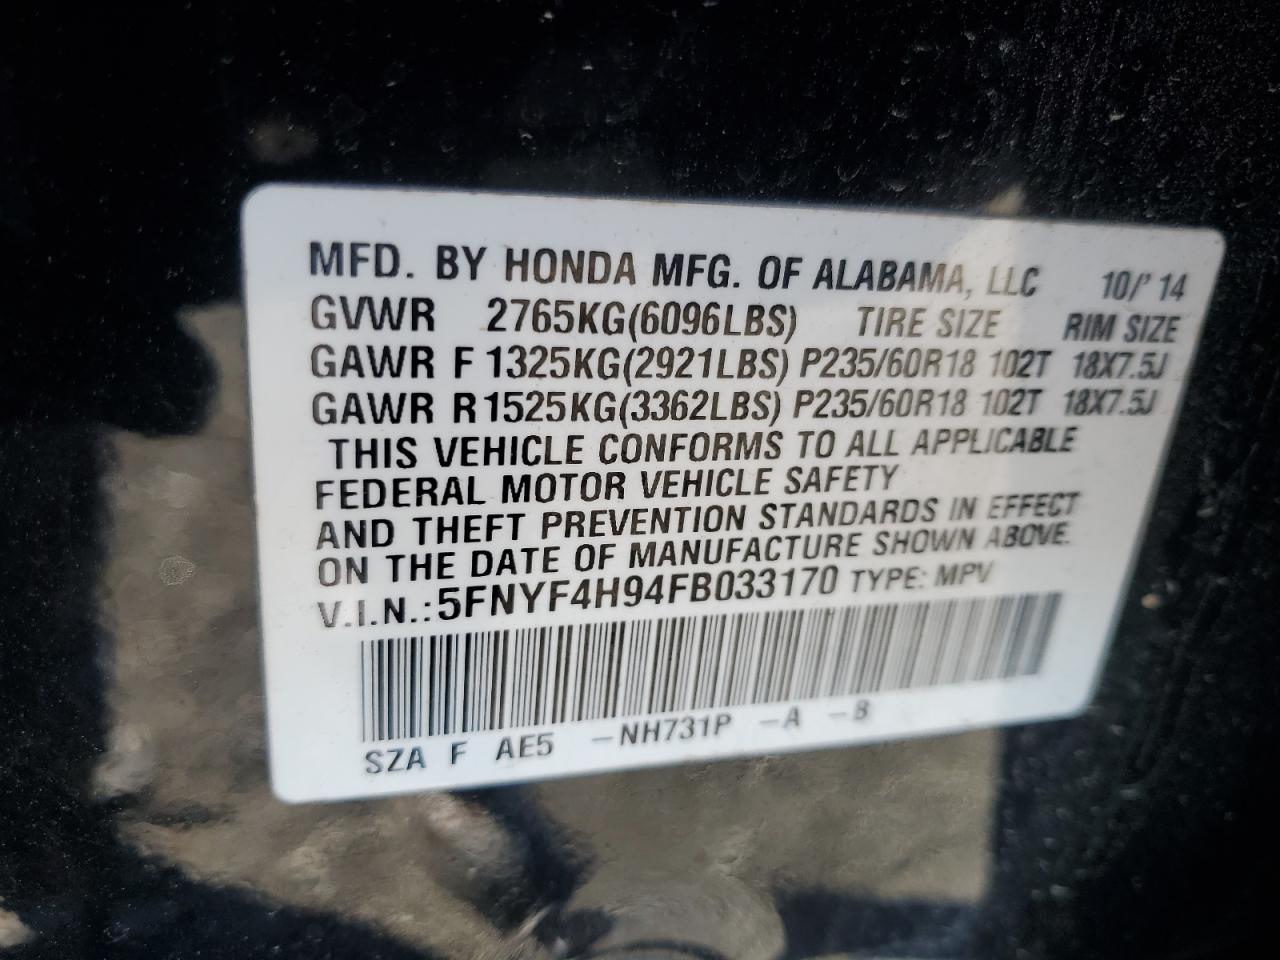 MFD. BY HONDA MFG. OF ALABAMA, LLC 10/'14
GVWR 2765KG(6096LBS) TIRE SIZE RIM SIZE
GAWR F 1325KG(2921LBS) P235/60R18 102T 18X7.5J
GAWR R 1525KG(3362LBS) P235/60R18 102T 18X7.5J
THIS VEHICLE CONFORMS TO ALL APPLICABLE
FEDERAL MOTOR VEHICLE SAFETY
AND THEFT PREVENTION STANDARDS IN EFFECT
ON THE DATE OF MANUFACTURE SHOWN ABOVE.
V.I.N.: 5FNYF4H94FB033170 TYPE: MPV
SZA F AE5 -NH731P -A -B